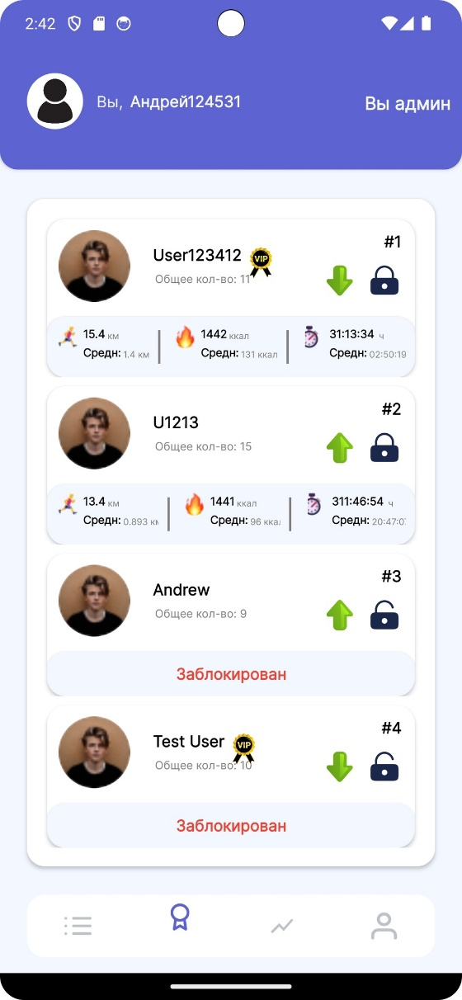 2:42
Вы, Андрей124531
Вы админ
#1
User123412 VIP
Общее кол-во: 11
15.4 км 1442 ккал 31:13:34 ч
Средн: 1.4 км Средн: 131 ккал Средн: 02:50:19
#2
U1213
Общее кол-во: 15
13.4 км 1441 ккал 311:46:54 ч
Средн: 0.893 км Средн: 96 ккал Средн: 20:47:07
#3
Andrew
Общее кол-во: 9
Заблокирован
#4
Test User VIP
Общее кол-во: 10
Заблокирован